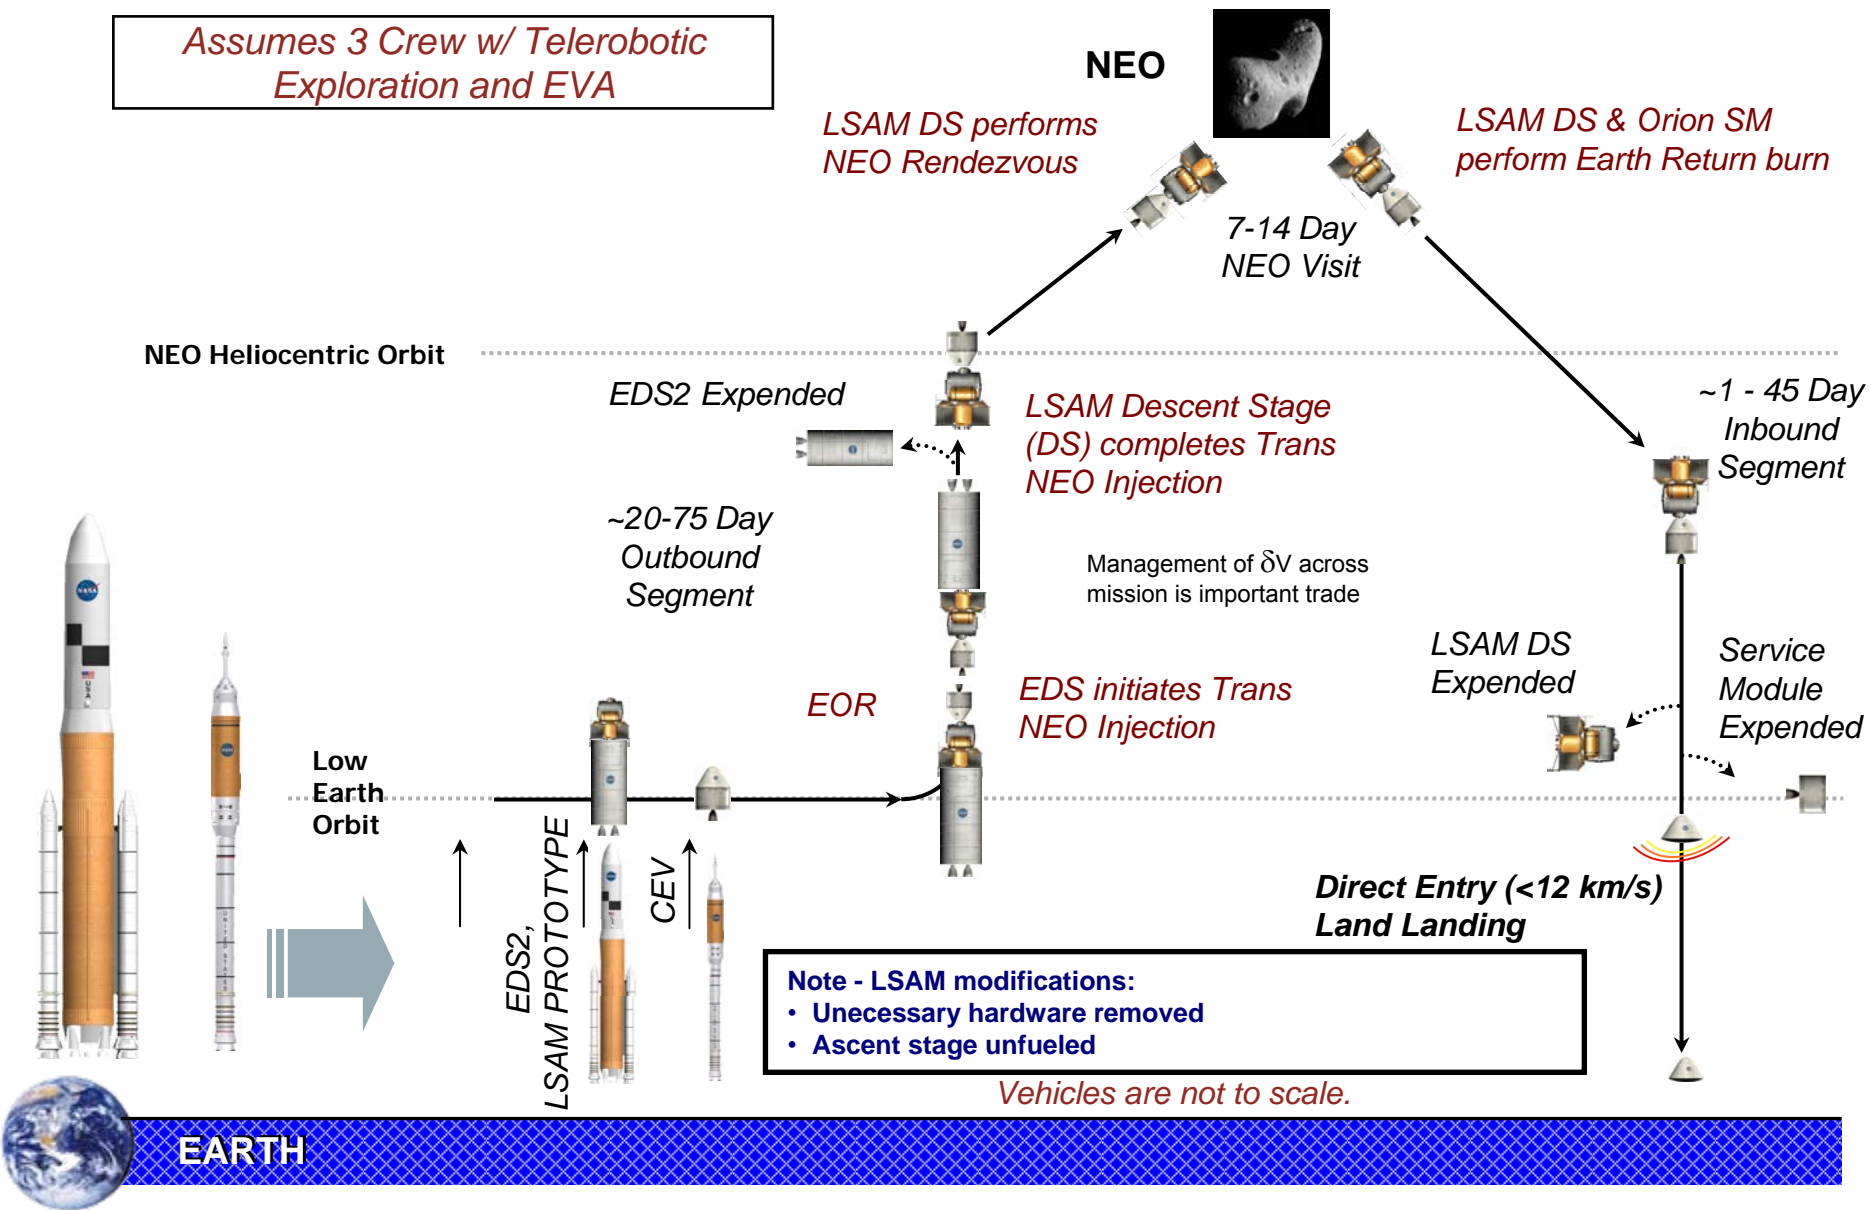 Assumes 3 Crew w/ Telerobotic
Exploration and EVA
NEO
LSAM DS performs
NEO Rendezvous
LSAM DS & Orion SM
perform Earth Return burn
7-14 Day
NEO Visit
NEO Heliocentric Orbit
EDS2 Expended
LSAM Descent Stage
(DS) completes Trans
NEO Injection
~1 - 45 Day
Inbound
Segment
~20-75 Day
Outbound
Segment
Management of δV across
mission is important trade
LSAM DS
Expended
Service
Module
Expended
EOR
EDS initiates Trans
NEO Injection
Low
Earth
Orbit
EDS2,
LSAM PROTOTYPE
CEV
Direct Entry (<12 km/s)
Land Landing
Note - LSAM modifications:
• Unecessary hardware removed
• Ascent stage unfueled
Vehicles are not to scale.
EARTH
NASA
USA
UNITED STATES